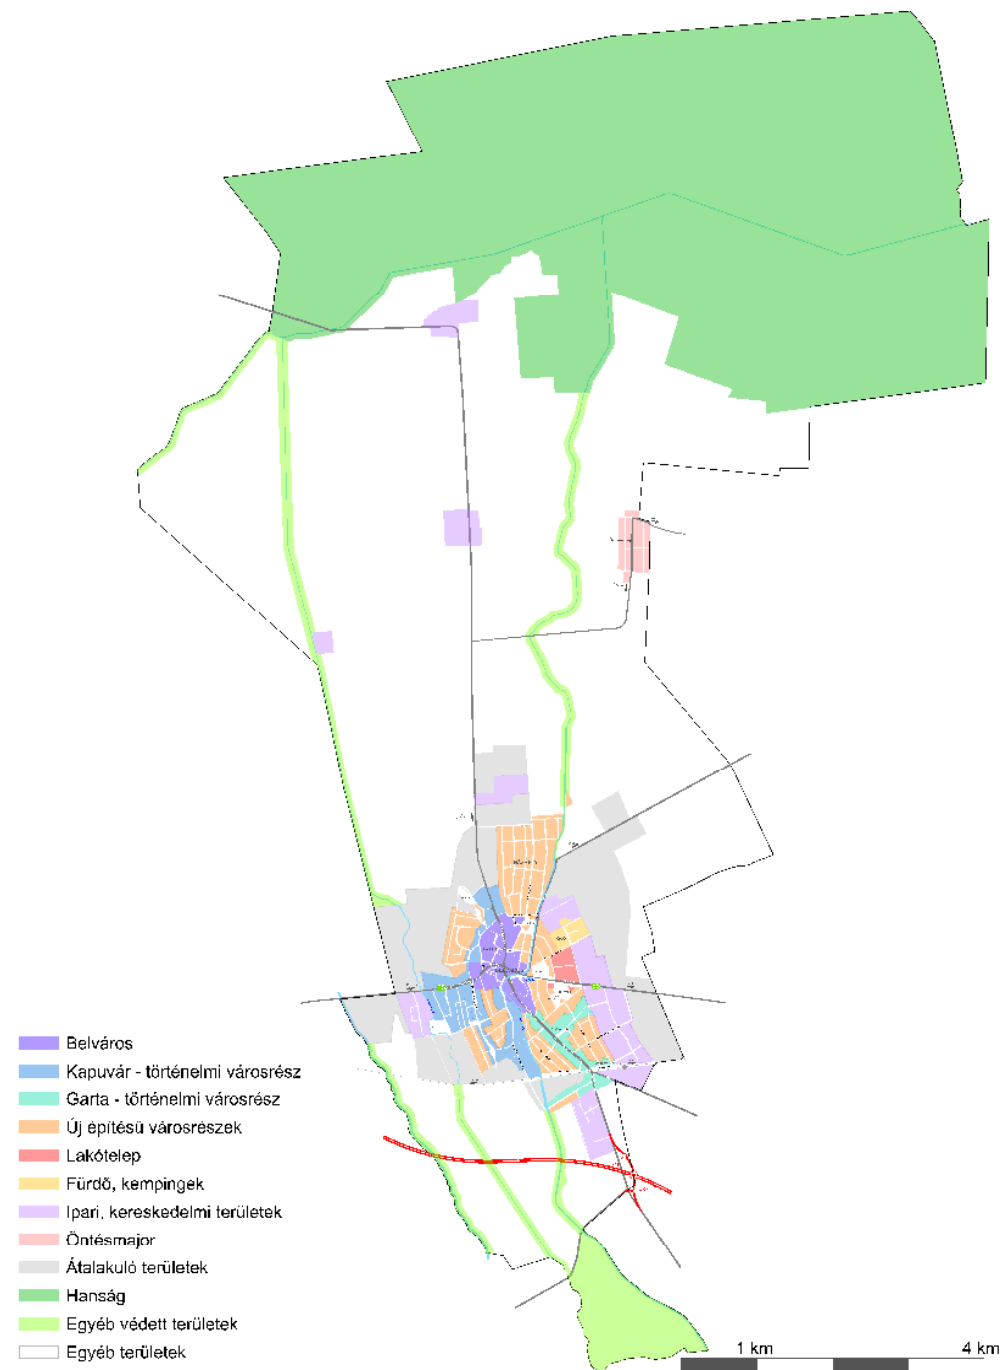 Belváros
Kapuvár - történelmi városrész
Garta - történelmi városrész
Új építésű városrészek
Lakótelep
Fürdő, kempingek
Ipari, kereskedelmi területek
Öntésmajor
Átalakuló területek
Hanság
Egyéb védett területek
Egyéb területek
1 km 4 km